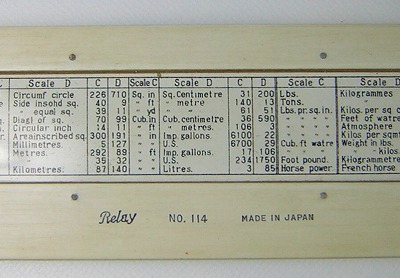 C Scale D C D Scale C Scale D C D Scale C Scale D
Circumf circle 226 710 Sq. in Sq. Centimetre 31 200 Lbs. Kilogrammes
Side insohd sq. 40 9 " ft " metre 140 13 Tons. "
" equal sq. 39 11 " yd " " 61 51 Lbs. pr. sq. in. Kilos. per sq c
Diagl of sq. 70 99 Cub. in Cub. centimetre 36 590 " " Feet of water
Circular inch 14 11 " ft " metres 106 3 " " Atmosphere
Area inscribed sq. 300 191 " in Imp. gallons. 6100 22 " " Kilos. per sq m
Millimetres. 5 127 " " U.S. 6700 29 Cub. ft watre Weight in lbs.
Metres. 292 89 " ft Imp. gallons. 17 106 " " " kilos.
" 35 32 " " U.S. 234 1750 Foot pound. Kilogrammetre
Kilometres. 87 140 " " Litres. 3 85 Horse power French horse
Relay NO. 114 MADE IN JAPAN